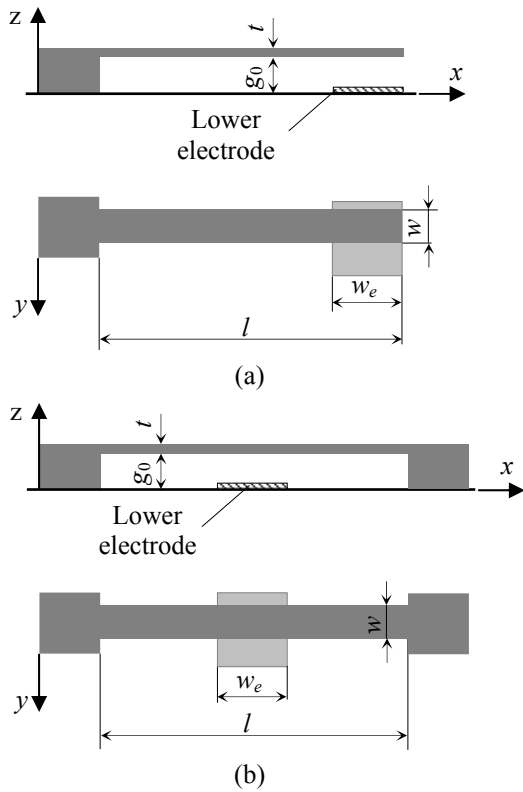 z
t
g₀
x
Lower
electrode
w
wₑ
y
l
(a)
z
t
g₀
x
Lower
electrode
w
wₑ
y
l
(b)